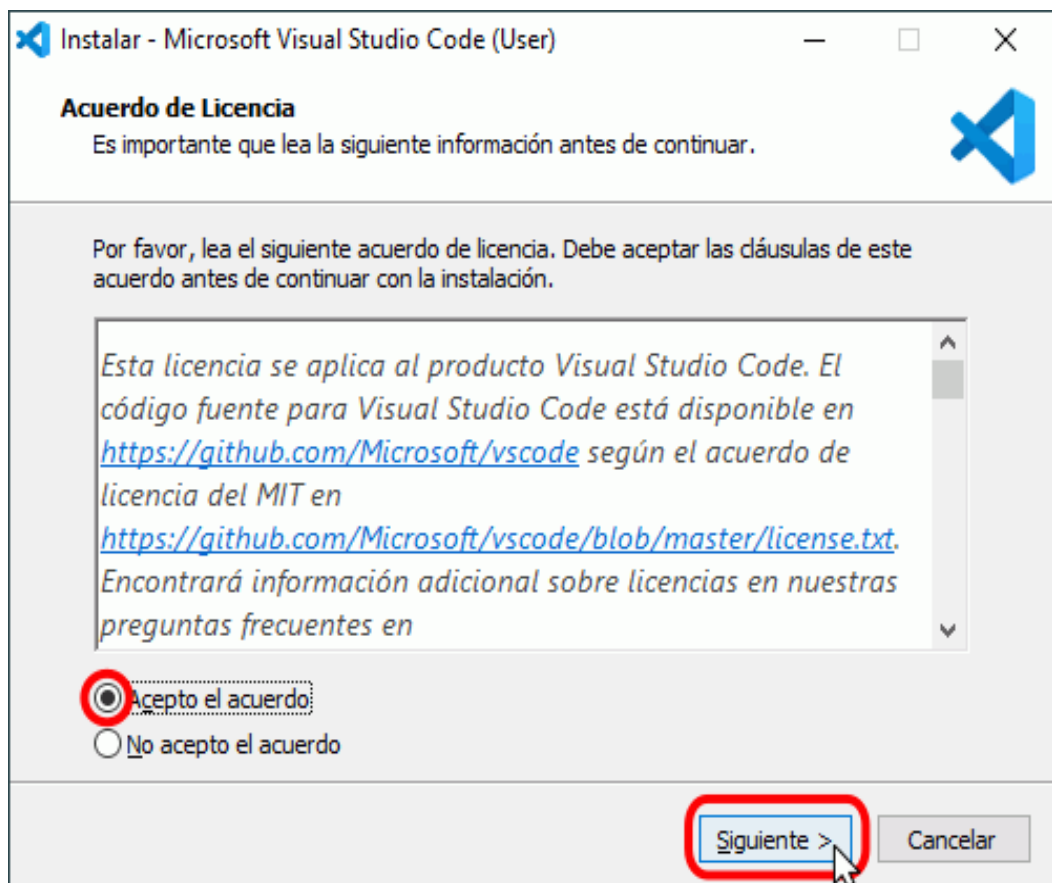 Instalar - Microsoft Visual Studio Code (User)
Acuerdo de Licencia
Es importante que lea la siguiente información antes de continuar.
Por favor, lea el siguiente acuerdo de licencia. Debe aceptar las cláusulas de este
acuerdo antes de continuar con la instalación.
Esta licencia se aplica al producto Visual Studio Code. El
código fuente para Visual Studio Code está disponible en
https://github.com/Microsoft/vscode según el acuerdo de
licencia del MIT en
https://github.com/Microsoft/vscode/blob/master/license.txt.
Encontrará información adicional sobre licencias en nuestras
preguntas frecuentes en
Acepto el acuerdo
No acepto el acuerdo
Siguiente >
Cancelar